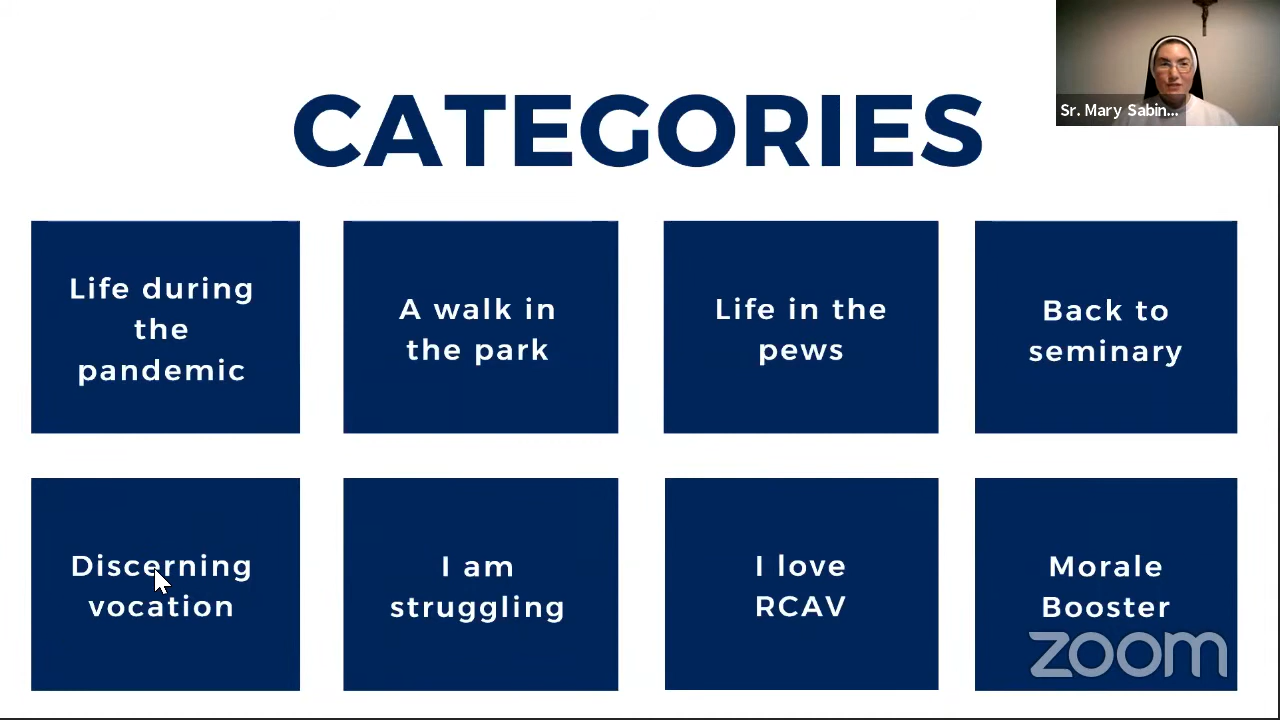 CATEGORIES
Sr. Mary Sabin...
Life during
the
pandemic
A walk in
the park
Life in the
pews
Back to
seminary
Discerning
vocation
I am
struggling
I love
RCAV
Morale
Booster
zoom